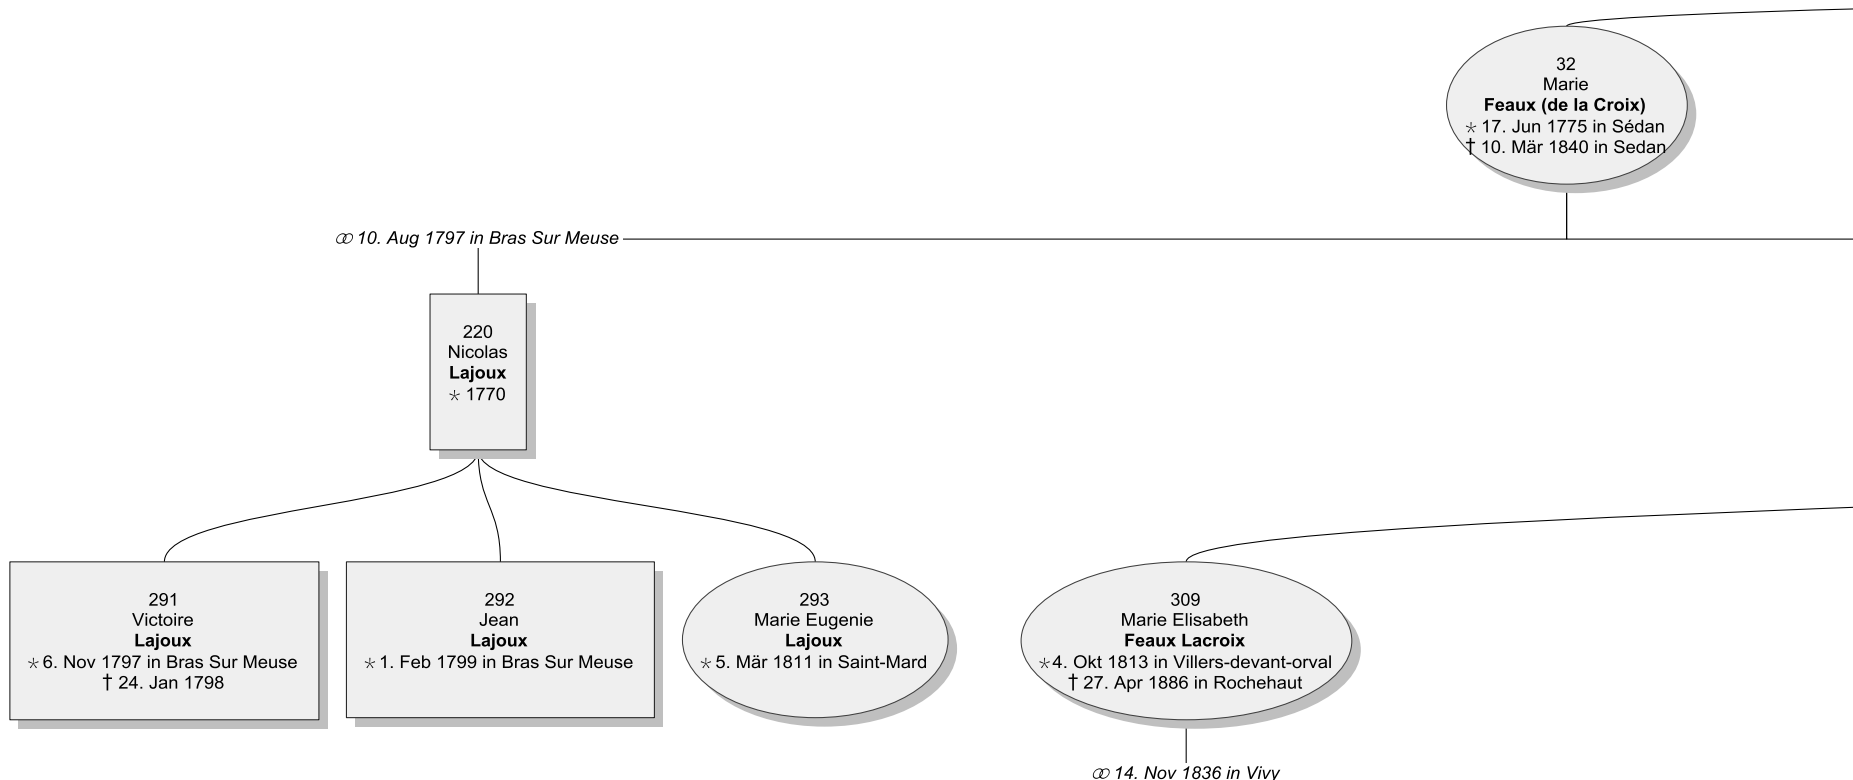 32
Marie
Feaux (de la Croix)
* 17. Jun 1775 in Sédan
† 10. Mär 1840 in Sedan
⚭ 10. Aug 1797 in Bras Sur Meuse
220
Nicolas
Lajoux
* 1770
291
Victoire
Lajoux
* 6. Nov 1797 in Bras Sur Meuse
† 24. Jan 1798
292
Jean
Lajoux
* 1. Feb 1799 in Bras Sur Meuse
293
Marie Eugenie
Lajoux
* 5. Mär 1811 in Saint-Mard
309
Marie Elisabeth
Feaux Lacroix
* 4. Okt 1813 in Villers-devant-orval
† 27. Apr 1886 in Rochehaut
⚭ 14. Nov 1836 in Vivy